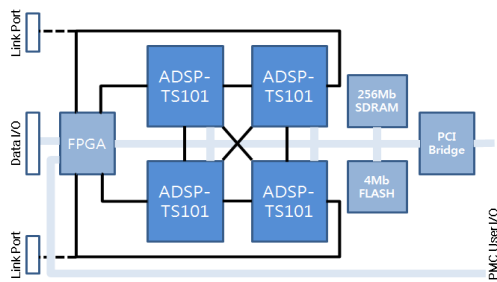 Link Port
ADSP-
TS101
ADSP-
TS101
256Mb
SDRAM
Data I/O
FPGA
PCI
Bridge
ADSP-
TS101
ADSP-
TS101
4Mb
FLASH
Link Port
PMC User I/O